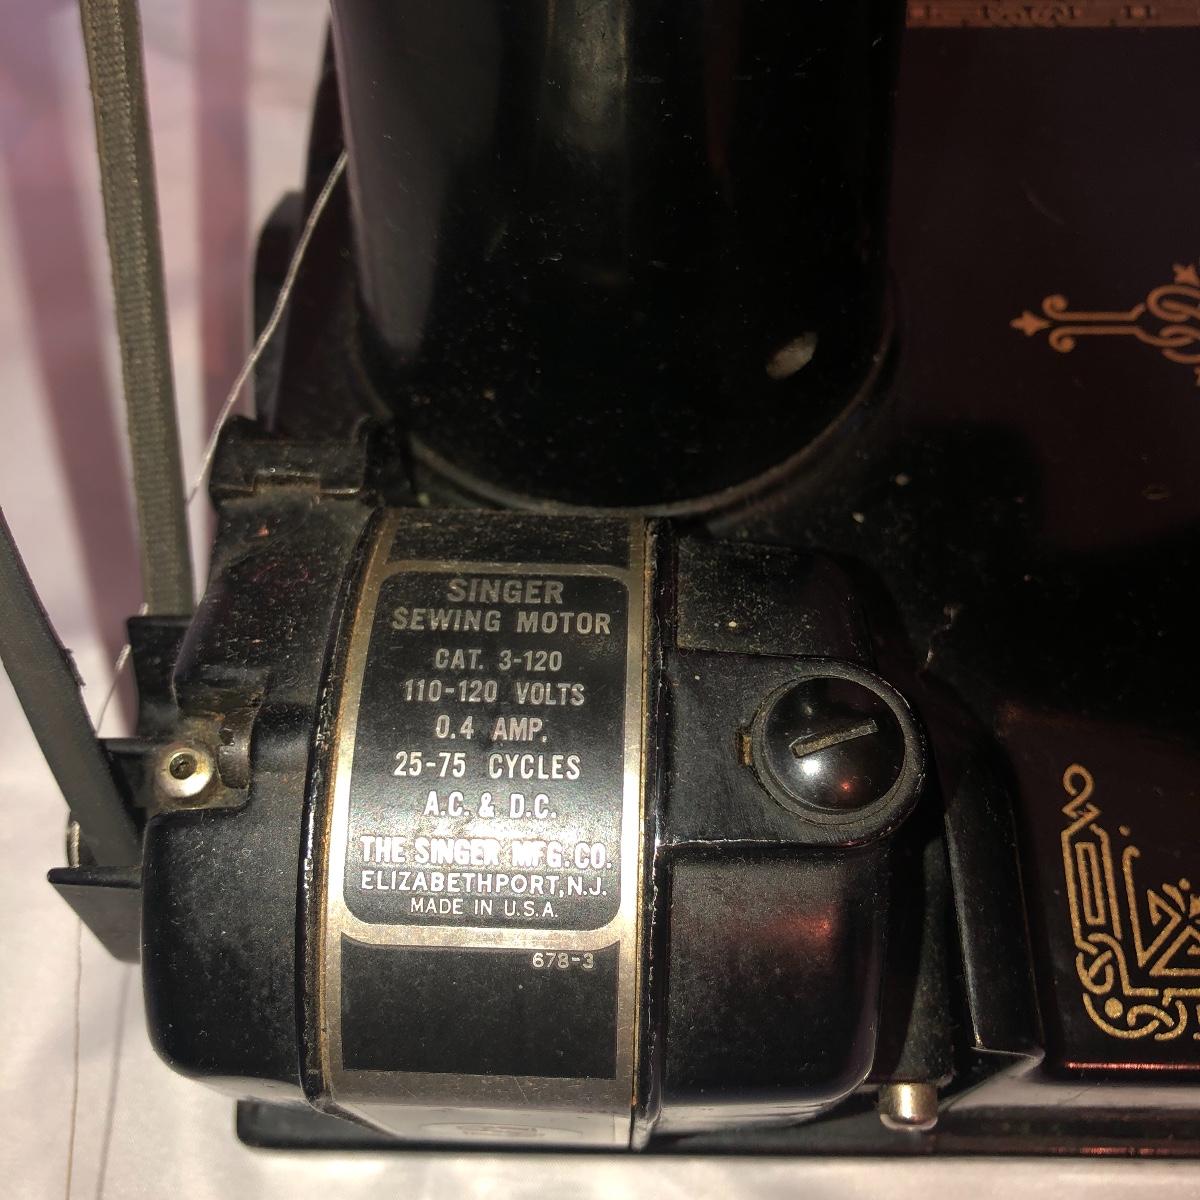 SINGER
SEWING MOTOR
CAT. 3-120
110-120 VOLTS
0.4 AMP.
25-75 CYCLES
A.C. & D.C.
THE SINGER MFG. CO.
ELIZABETHPORT, N.J.
MADE IN U.S.A.
678-3